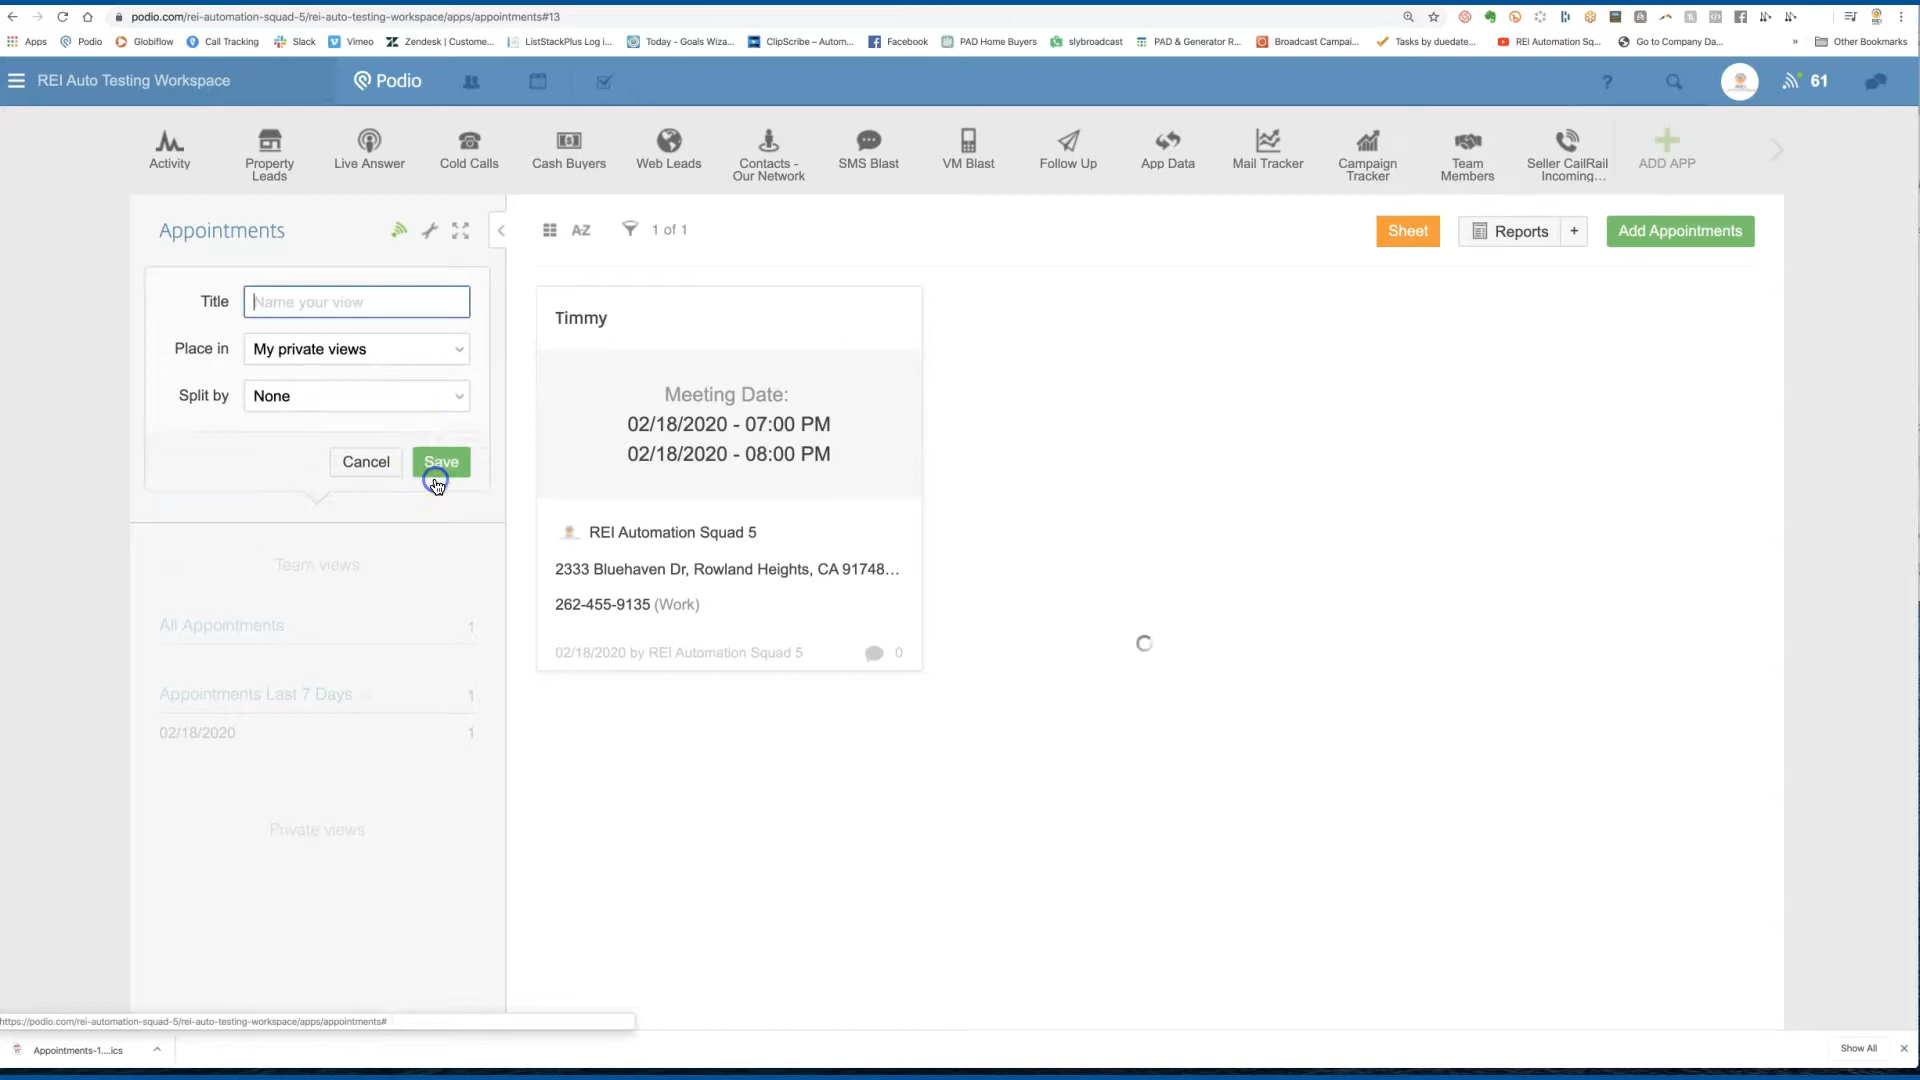 podio.com/rei-automation-squad-5/rei-auto-testing-workspace/apps/appointments#13
Apps Podio Globiflow Call Tracking Slack Vimeo Zendesk | Custome... ListStackPlus Log i... Today - Goals Wiza... ClipScribe – Autom... Facebook PAD Home Buyers slybroadcast PAD & Generator R... Broadcast Campai... Tasks by duedate... REI Automation Sq... Go to Company Da... » Other Bookmarks
REI Auto Testing Workspace Podio ? 61
Activity Property Leads Live Answer Cold Calls Cash Buyers Web Leads Contacts - Our Network SMS Blast VM Blast Follow Up App Data Mail Tracker Campaign Tracker Team Members Seller CallRail Incoming... ADD APP
Appointments
A-Z 1 of 1 Sheet Reports + Add Appointments
Title Name your view
Place in My private views
Split by None
Cancel Save
Team views
All Appointments 1
Appointments Last 7 Days 1
02/18/2020 1
Private views
Timmy
Meeting Date:
02/18/2020 - 07:00 PM
02/18/2020 - 08:00 PM
REI Automation Squad 5
2333 Bluehaven Dr, Rowland Heights, CA 91748...
262-455-9135 (Work)
02/18/2020 by REI Automation Squad 5 0
https://podio.com/rei-automation-squad-5/rei-auto-testing-workspace/apps/appointments#
Appointments-1....ics Show All